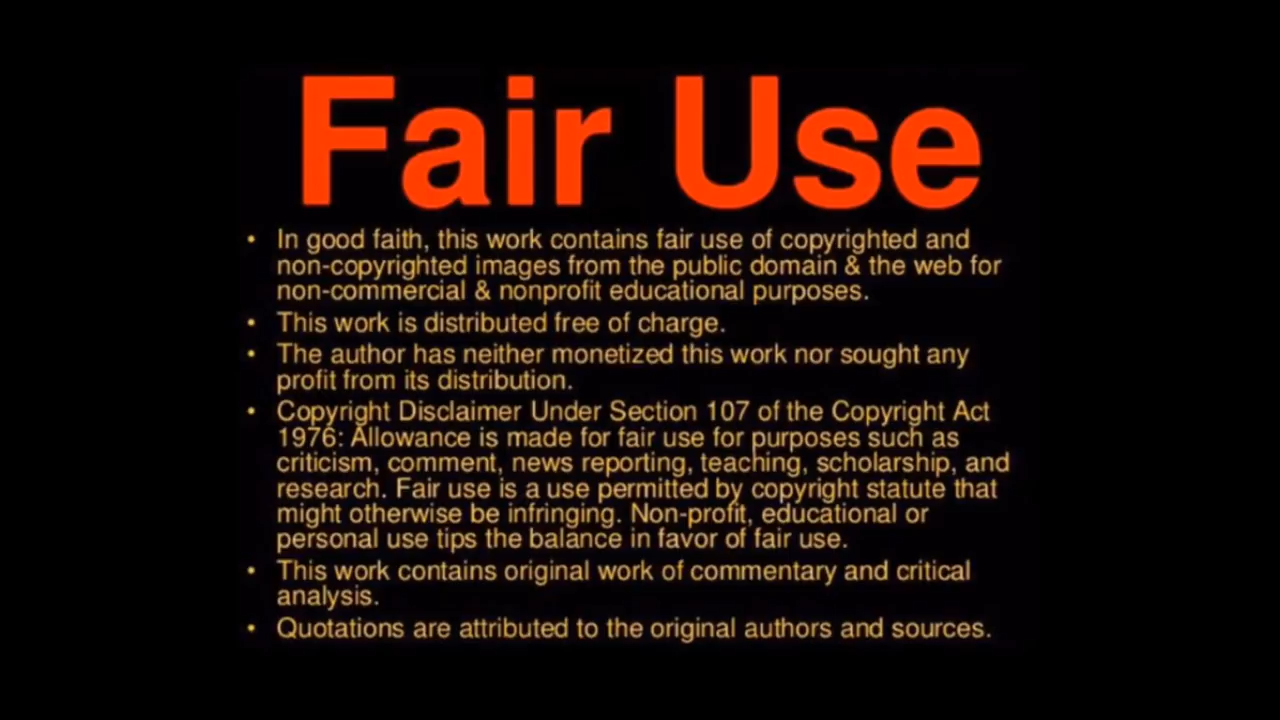 Fair Use
• In good faith, this work contains fair use of copyrighted and
non-copyrighted images from the public domain & the web for
non-commercial & nonprofit educational purposes.
• This work is distributed free of charge.
• The author has neither monetized this work nor sought any
profit from its distribution.
• Copyright Disclaimer Under Section 107 of the Copyright Act
1976: Allowance is made for fair use for purposes such as
criticism, comment, news reporting, teaching, scholarship, and
research. Fair use is a use permitted by copyright statute that
might otherwise be infringing. Non-profit, educational or
personal use tips the balance in favor of fair use.
• This work contains original work of commentary and critical
analysis.
• Quotations are attributed to the original authors and sources.